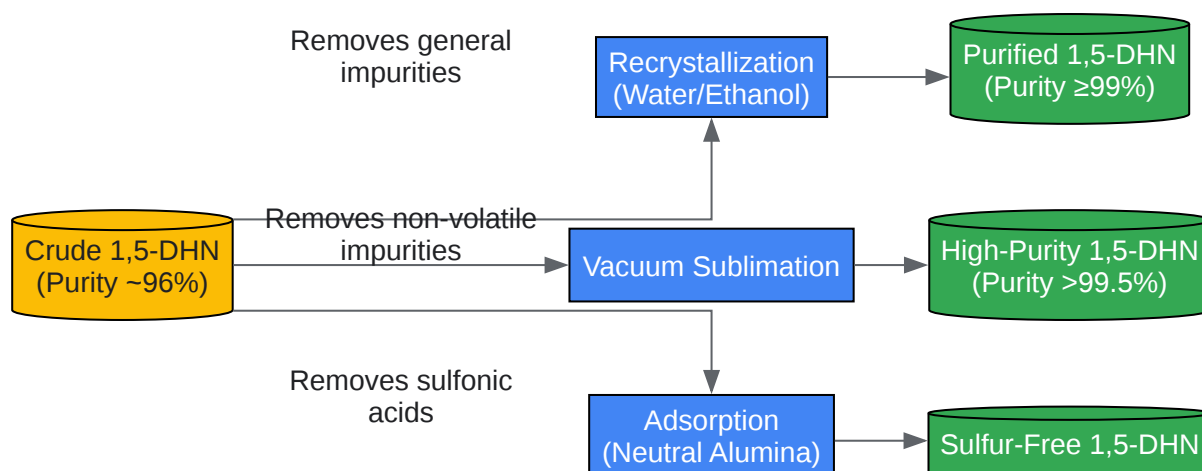 Removes general
impurities
Recrystallization
(Water/Ethanol)
Purified 1,5-DHN
(Purity ≥99%)
Crude 1,5-DHN
(Purity ~96%)
Removes non-volatile
impurities
Vacuum Sublimation
High-Purity 1,5-DHN
(Purity >99.5%)
Removes sulfonic
acids
Adsorption
(Neutral Alumina)
Sulfur-Free 1,5-DHN